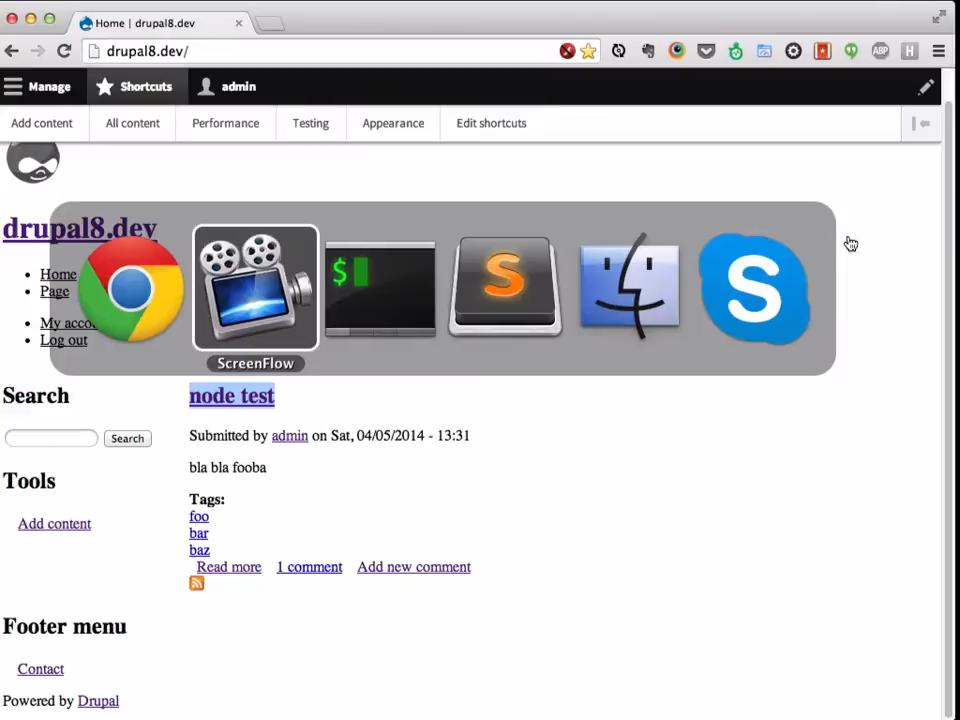 Home | drupal8.dev
drupal8.dev/
ABP
H
Manage
Shortcuts
admin
Add content
All content
Performance
Testing
Appearance
Edit shortcuts
drupal8.dev
Home
Page
My acco
Log out
$
S
S
ScreenFlow
Search
Search
Tools
Add content
node test
Submitted by admin on Sat, 04/05/2014 - 13:31
bla bla fooba
Tags:
foo
bar
baz
Read more 1 comment Add new comment
Footer menu
Contact
Powered by Drupal